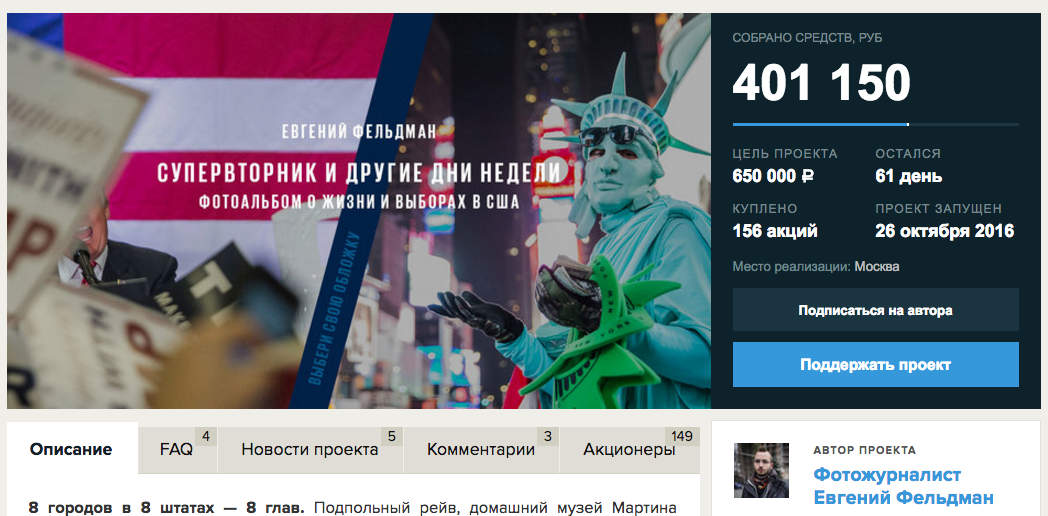 ЕВГЕНИЙ ФЕЛЬДМАН
СУПЕРВТОРНИК И ДРУГИЕ ДНИ НЕДЕЛИ
ФОТОАЛЬБОМ О ЖИЗНИ И ВЫБОРАХ В США
ВЫБЕРИ СВОЮ ОБЛОЖКУ
СОБРАНО СРЕДСТВ, РУБ
401 150
ЦЕЛЬ ПРОЕКТА
650 000 ₽
ОСТАЛСЯ
61 день
КУПЛЕНО
156 акций
ПРОЕКТ ЗАПУЩЕН
26 октября 2016
Место реализации: Москва
Подписаться на автора
Поддержать проект
Описание
FAQ 4
Новости проекта 5
Комментарии 3
Акционеры 149
8 городов в 8 штатах — 8 глав. Подпольный рейв, домашний музей Мартина
АВТОР ПРОЕКТА
Фотожурналист
Евгений Фельдман